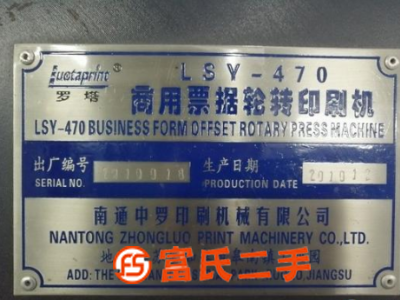 Luotaprint®
罗塔
LSY-470
商用票据轮转印刷机
LSY-470 BUSINESS FORM OFFSET ROTARY PRESS MACHINE
出厂编号
SERIAL NO.
生产日期
PRODUCTION DATE
南通中罗印刷机械有限公司
NANTONG ZHONGLUO PRINT MACHINERY CO.,LTD.
富氏二手
ADD: THE JIANGSU